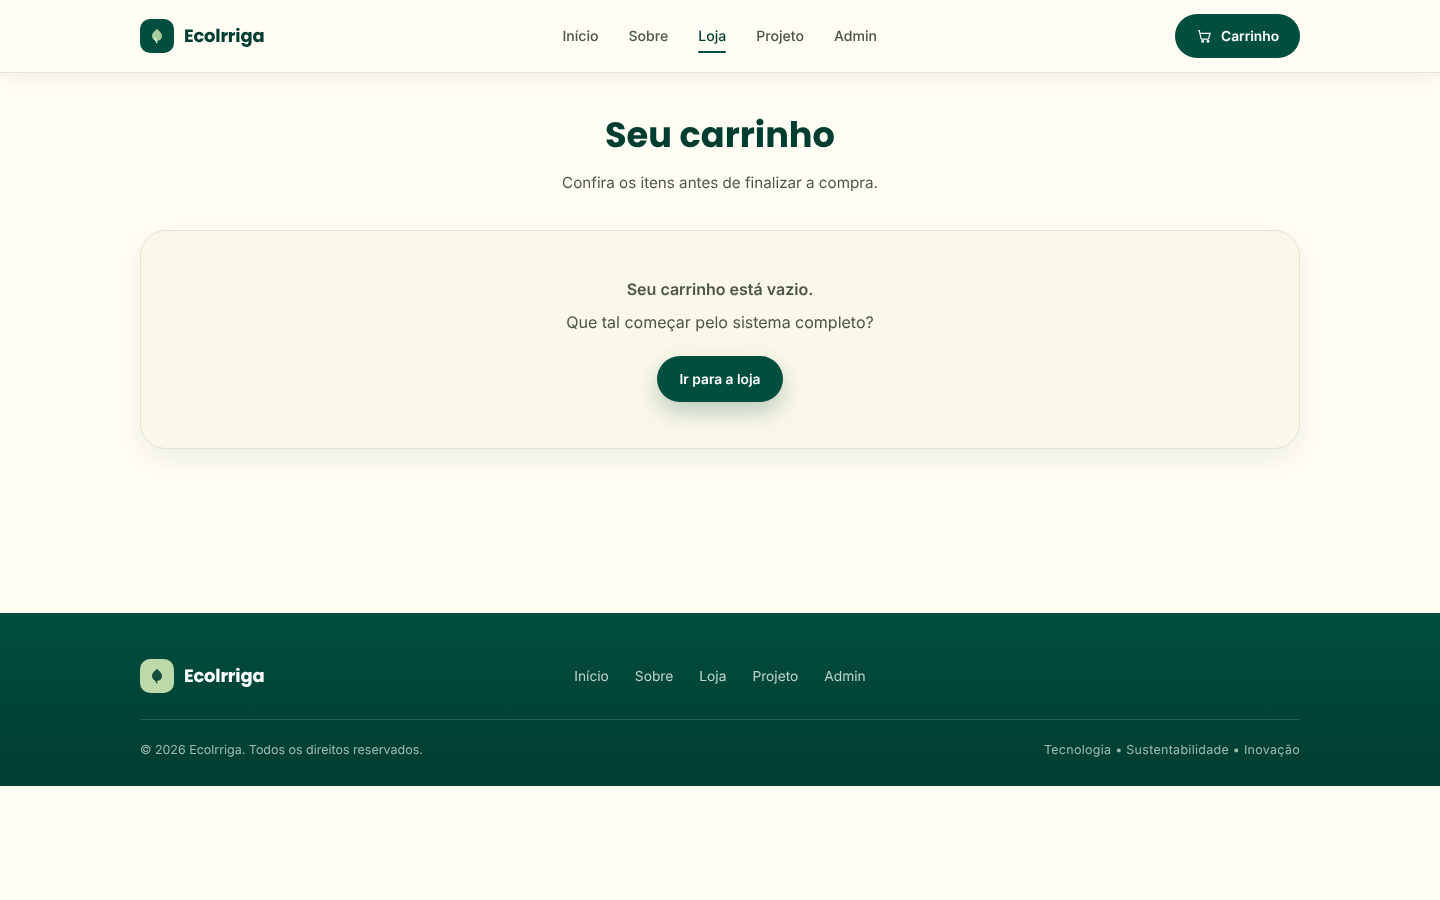 EcoIrriga
Início Sobre Loja Projeto Admin
Carrinho
Seu carrinho
Confira os itens antes de finalizar a compra.
Seu carrinho está vazio.
Que tal começar pelo sistema completo?
Ir para a loja
EcoIrriga
Início Sobre Loja Projeto Admin
© 2026 EcoIrriga. Todos os direitos reservados.
Tecnologia • Sustentabilidade • Inovação